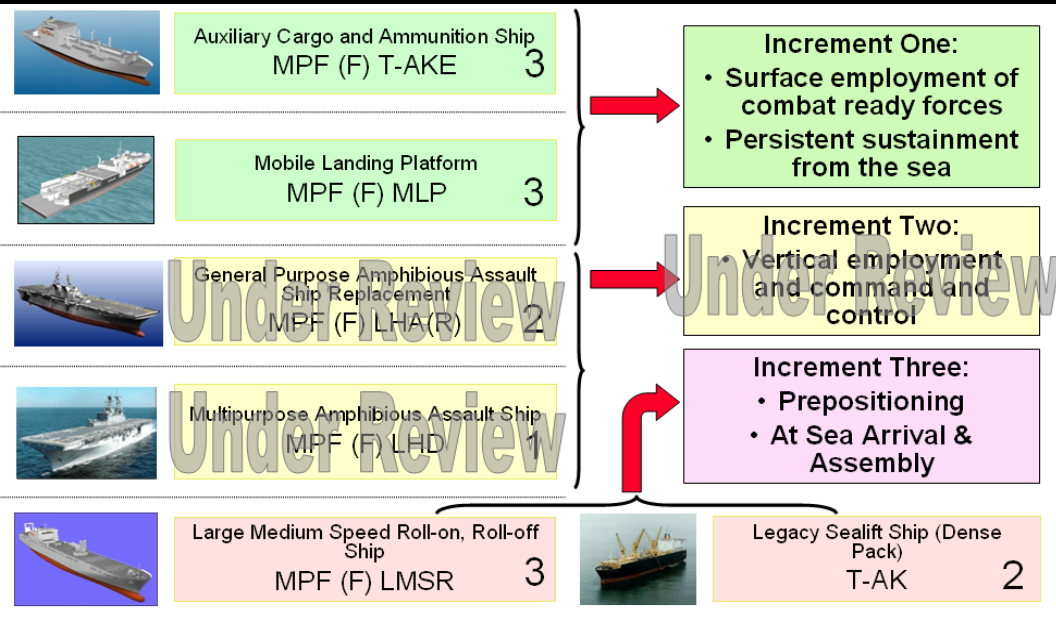 Auxiliary Cargo and Ammunition Ship
MPF (F) T-AKE 3
Mobile Landing Platform
MPF (F) MLP 3
General Purpose Amphibious Assault
Ship Replacement
MPF (F) LHA(R) 2
Under Review
Multipurpose Amphibious Assault Ship
MPF (F) LHD 1
Under Review
Large Medium Speed Roll-on, Roll-off
Ship
MPF (F) LMSR 3
Increment One:
• Surface employment of
combat ready forces
• Persistent sustainment
from the sea
Increment Two:
• Vertical employment
and command and
control
Under Review
Increment Three:
• Prepositioning
• At Sea Arrival &
Assembly
Legacy Sealift Ship (Dense
Pack)
T-AK 2